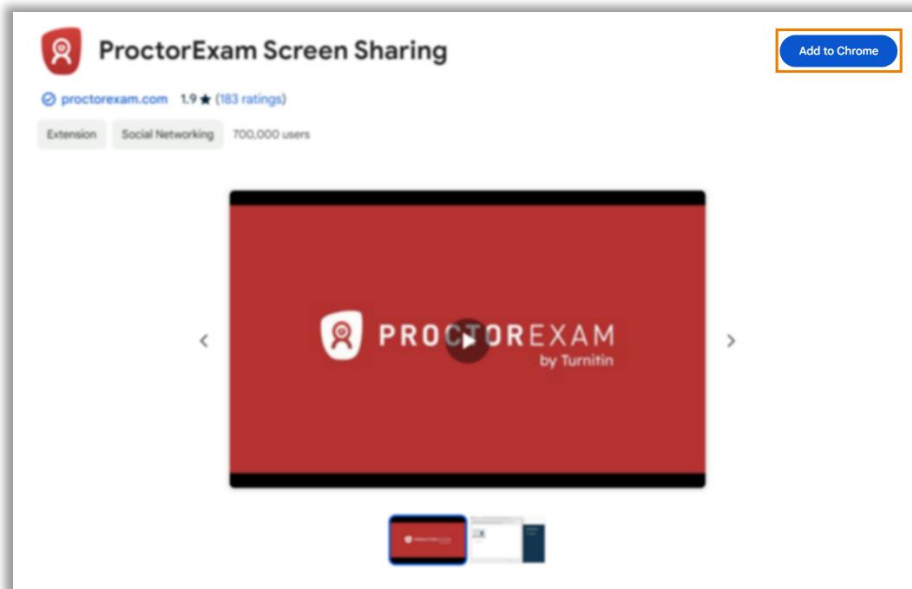 ProctorExam Screen Sharing
Add to Chrome
proctorexam.com 1.9 ★ (183 ratings)
Extension Social Networking 700,000 users
PROCTOREXAM
by Turnitin